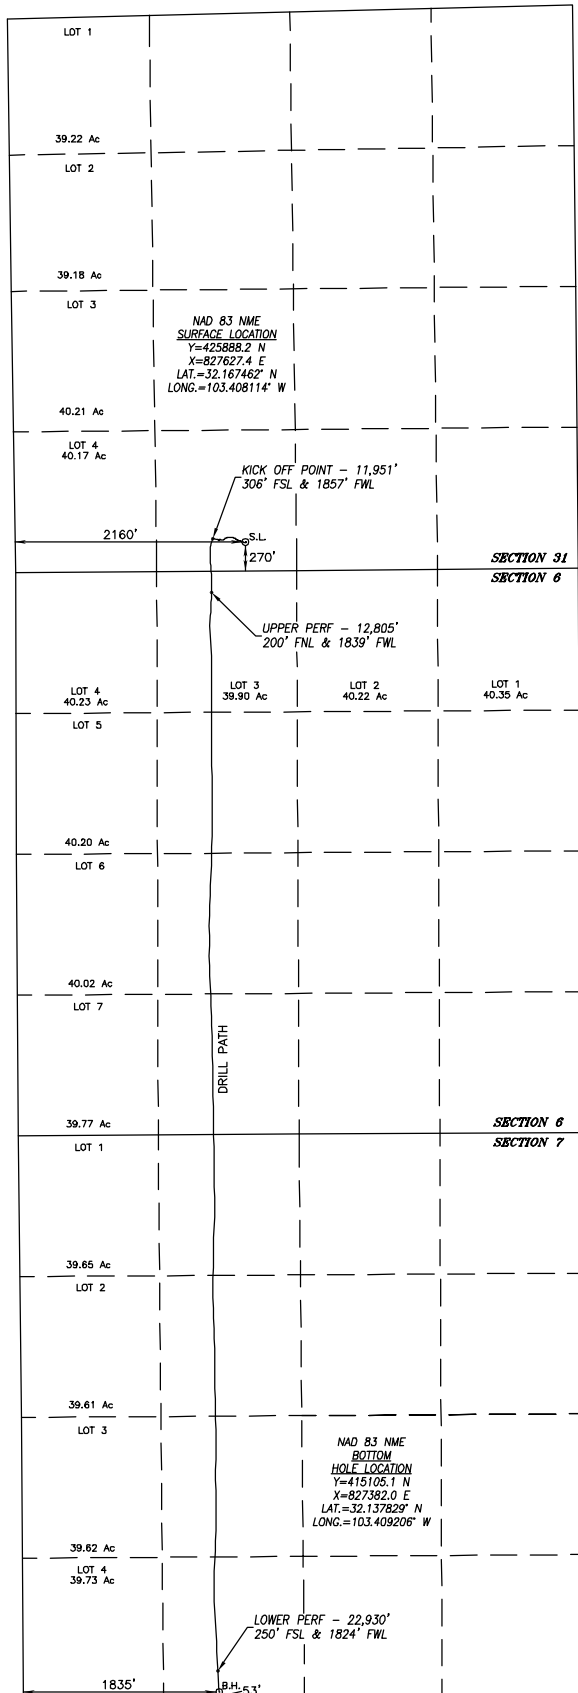 LOT 1
39.22 Ac
LOT 2
39.18 Ac
LOT 3
NAD 83 NME
SURFACE LOCATION
Y=425888.2 N
X=827627.4 E
LAT.=32.167462° N
LONG.=103.408114° W
40.21 Ac
LOT 4
40.17 Ac
KICK OFF POINT – 11,951'
306' FSL & 1857' FWL
2160'
S.L.
270'
SECTION 31
SECTION 6
UPPER PERF – 12,805'
200' FNL & 1839' FWL
LOT 4
40.23 Ac
LOT 3
39.90 Ac
LOT 2
40.22 Ac
LOT 1
40.35 Ac
LOT 5
40.20 Ac
LOT 6
40.02 Ac
LOT 7
DRILL PATH
39.77 Ac
SECTION 6
SECTION 7
LOT 1
39.65 Ac
LOT 2
39.61 Ac
LOT 3
NAD 83 NME
BOTTOM
HOLE LOCATION
Y=415105.1 N
X=827382.0 E
LAT.=32.137829° N
LONG.=103.409206° W
39.62 Ac
LOT 4
39.73 Ac
LOWER PERF – 22,930'
250' FSL & 1824' FWL
1835'
B.H.
53'